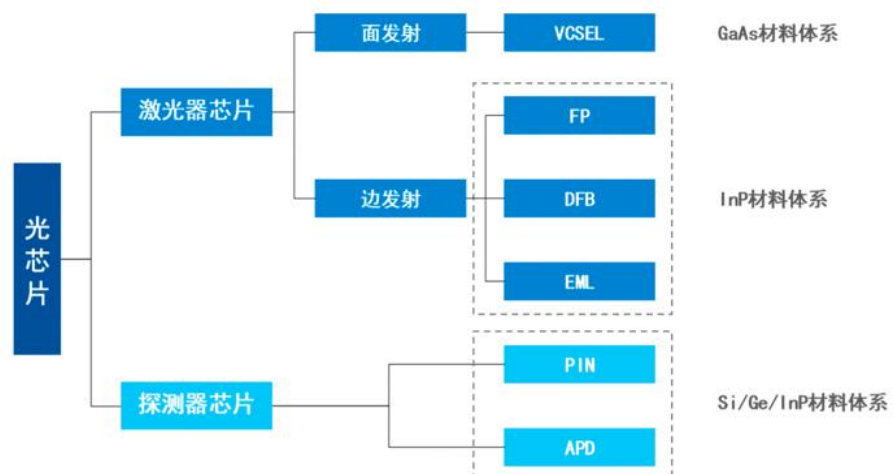 面发射
VCSEL
GaAs材料体系
激光器芯片
FP
光芯片
边发射
DFB
InP材料体系
EML
PIN
探测器芯片
Si/Ge/InP材料体系
APD